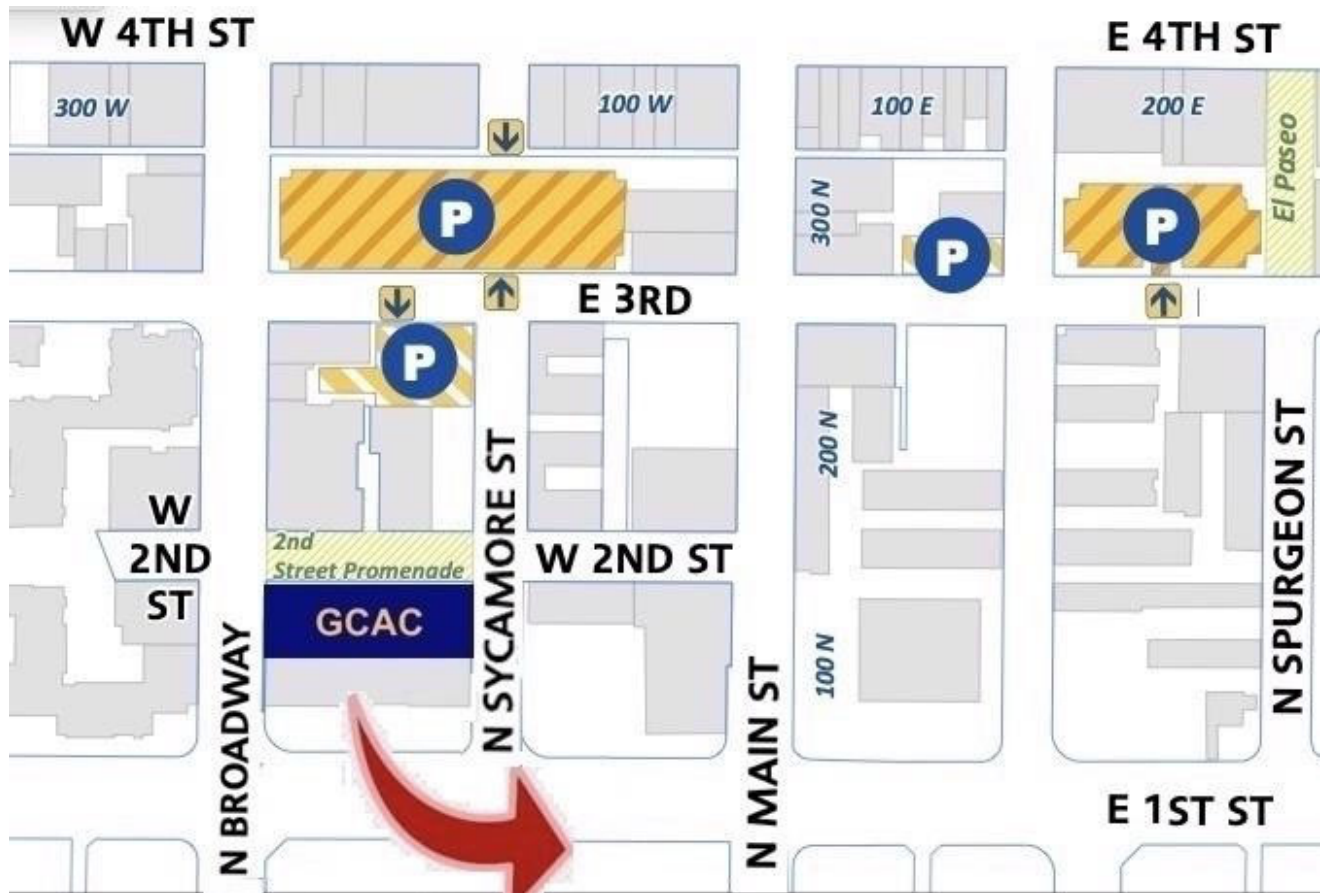 W 4TH ST
E 4TH ST
300 W
100 W
100 E
200 E
El Paseo
P
300 N
P
P
E 3RD
P
200 N
N SPURGEON ST
N SYCAMORE ST
W
2ND
ST
2nd
Street Promenade
W 2ND ST
GCAC
100 N
N BROADWAY
N MAIN ST
E 1ST ST